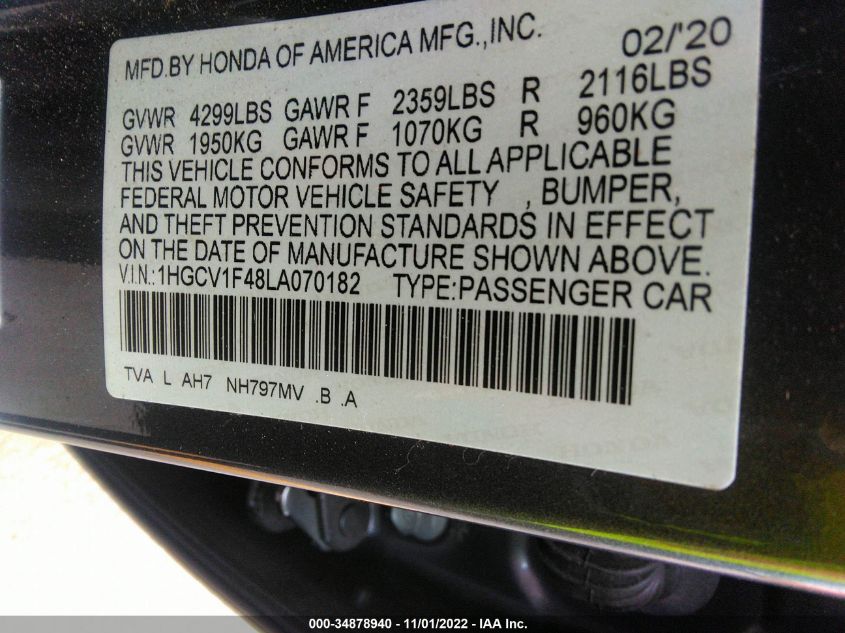 MFD.BY HONDA OF AMERICA MFG.,INC. 02/'20
GVWR 4299LBS GAWR F 2359LBS R 2116LBS
GVWR 1950KG GAWR F 1070KG R 960KG
THIS VEHICLE CONFORMS TO ALL APPLICABLE
FEDERAL MOTOR VEHICLE SAFETY , BUMPER,
AND THEFT PREVENTION STANDARDS IN EFFECT
ON THE DATE OF MANUFACTURE SHOWN ABOVE.
V.I.N.:1HGCV1F48LA070182 TYPE:PASSENGER CAR
TVA L AH7 NH797MV .B .A
000-34878940 - 11/01/2022 - IAA Inc.